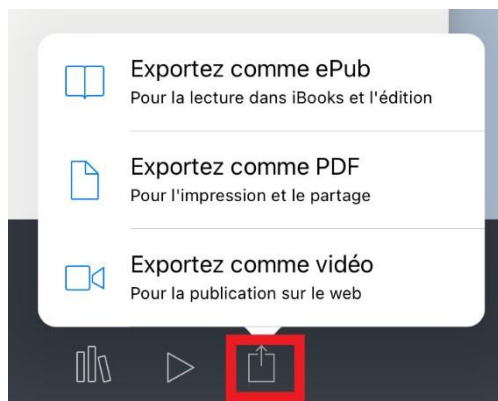 Exportez comme ePub
Pour la lecture dans iBooks et l'édition
Exportez comme PDF
Pour l'impression et le partage
Exportez comme vidéo
Pour la publication sur le web